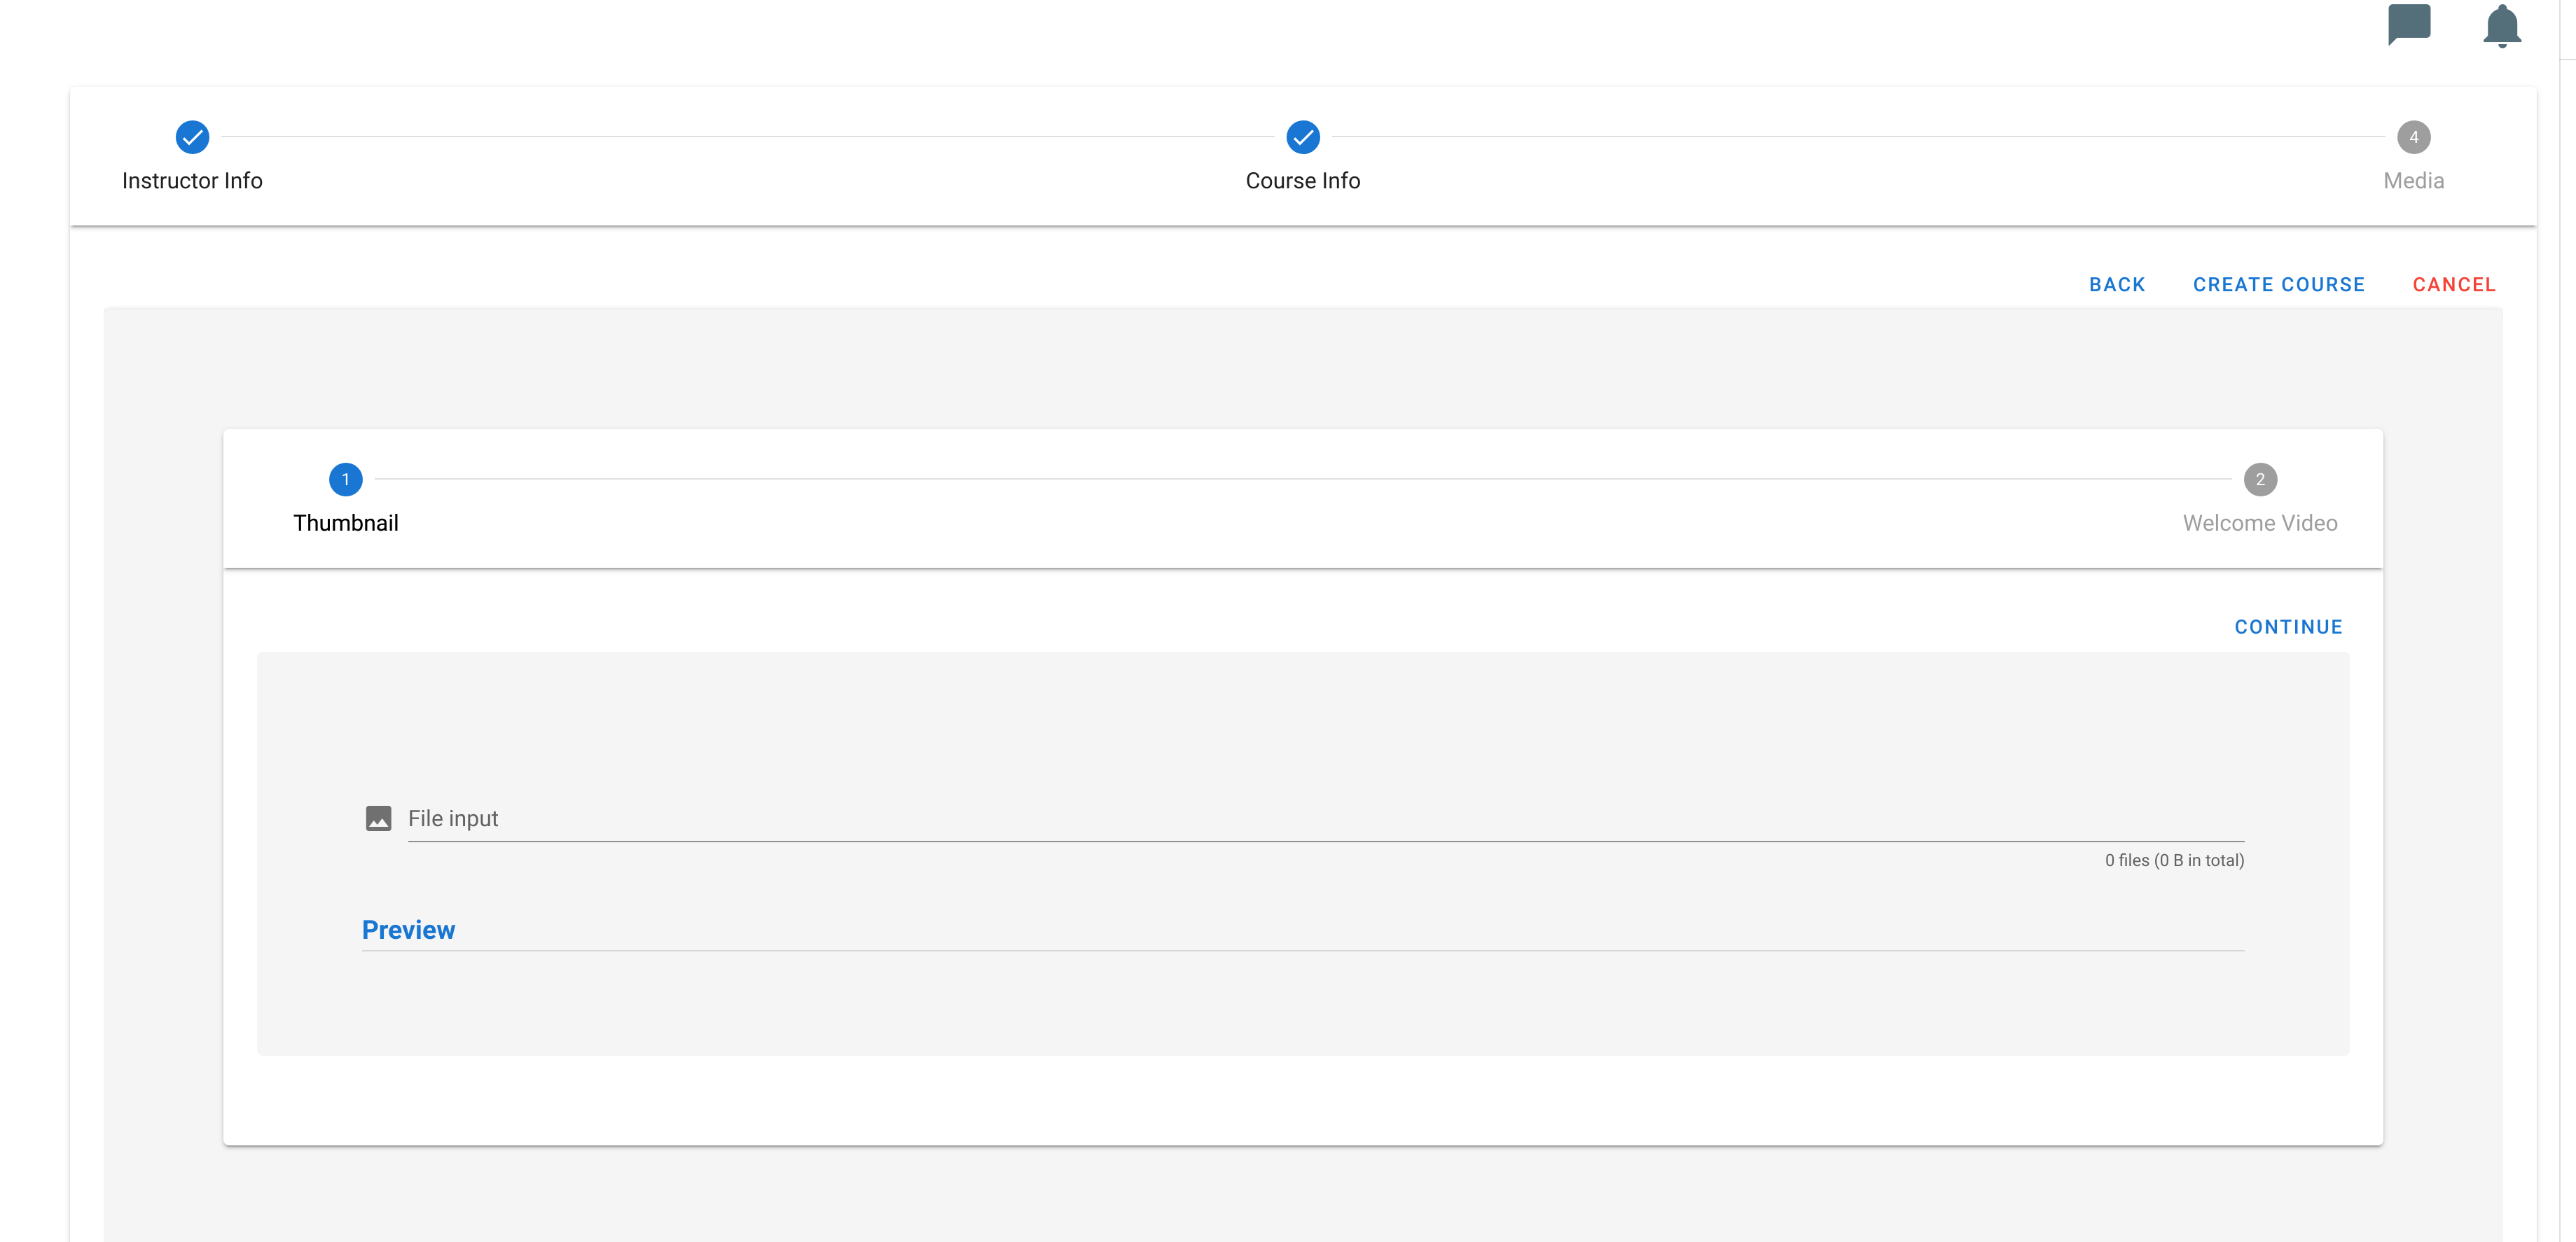 4
Instructor Info
Course Info
Media
BACK
CREATE COURSE
CANCEL
1
2
Thumbnail
Welcome Video
CONTINUE
File input
0 files (0 B in total)
Preview